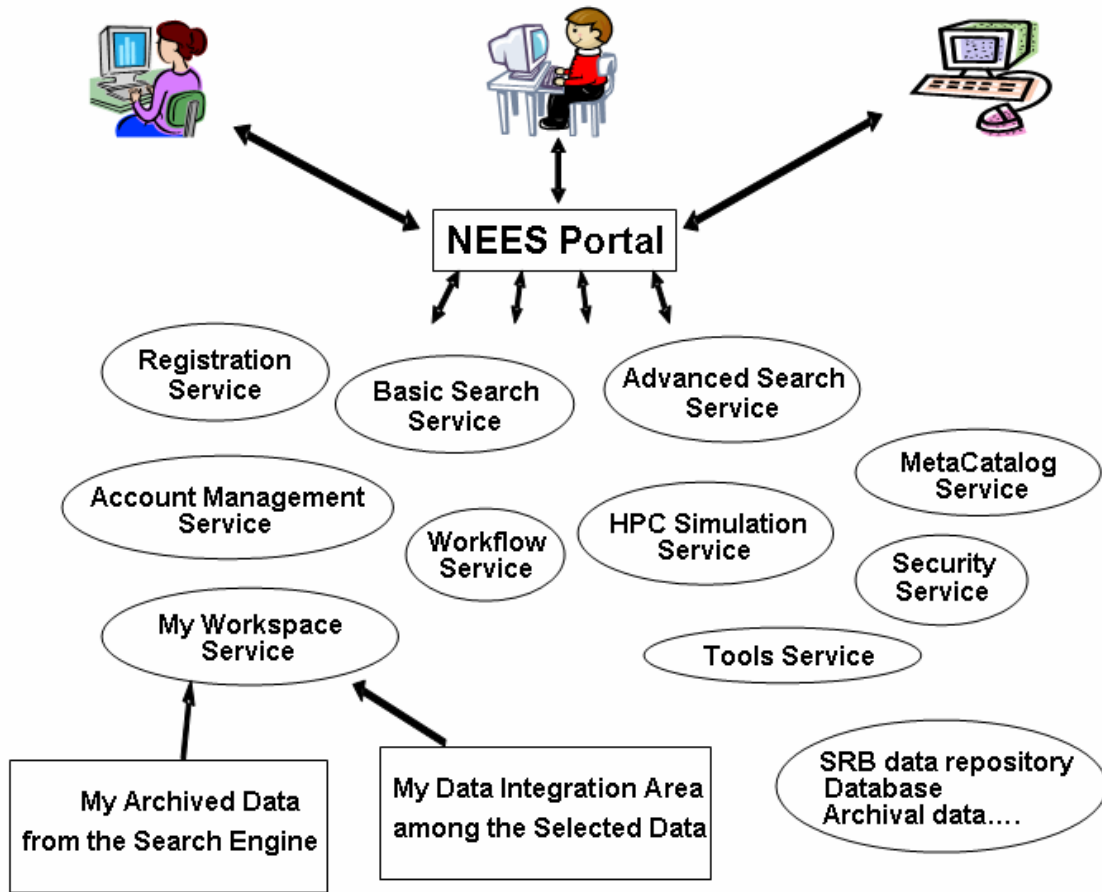 NEES Portal
Registration
Service
Basic Search
Service
Advanced Search
Service
MetaCatalog
Service
Account Management
Service
Workflow
Service
HPC Simulation
Service
Security
Service
My Workspace
Service
Tools Service
My Archived Data
from the Search Engine
My Data Integration Area
among the Selected Data
SRB data repository
Database
Archival data....